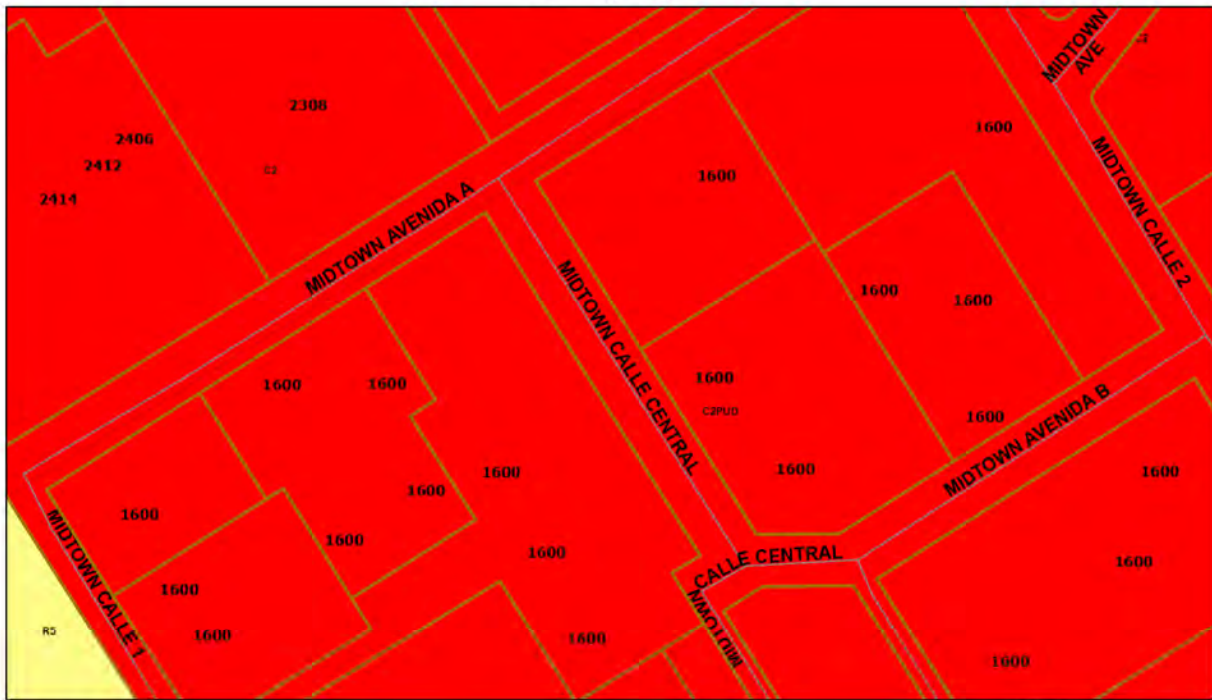 MIDTOWN
AVE
C2
2308
1600
2406
2412
C2
1600
2414
MIDTOWN AVENIDA A
MIDTOWN CALLE 2
1600
1600
MIDTOWN CALLE CENTRAL
1600
1600
1600
C2PUD
1600
MIDTOWN AVENIDA B
1600
1600
1600
1600
1600
1600
1600
1600
CALLE CENTRAL
1600
1600
MIDTOWN CALLE 1
MIDTOWN
R5
1600
1600
1600